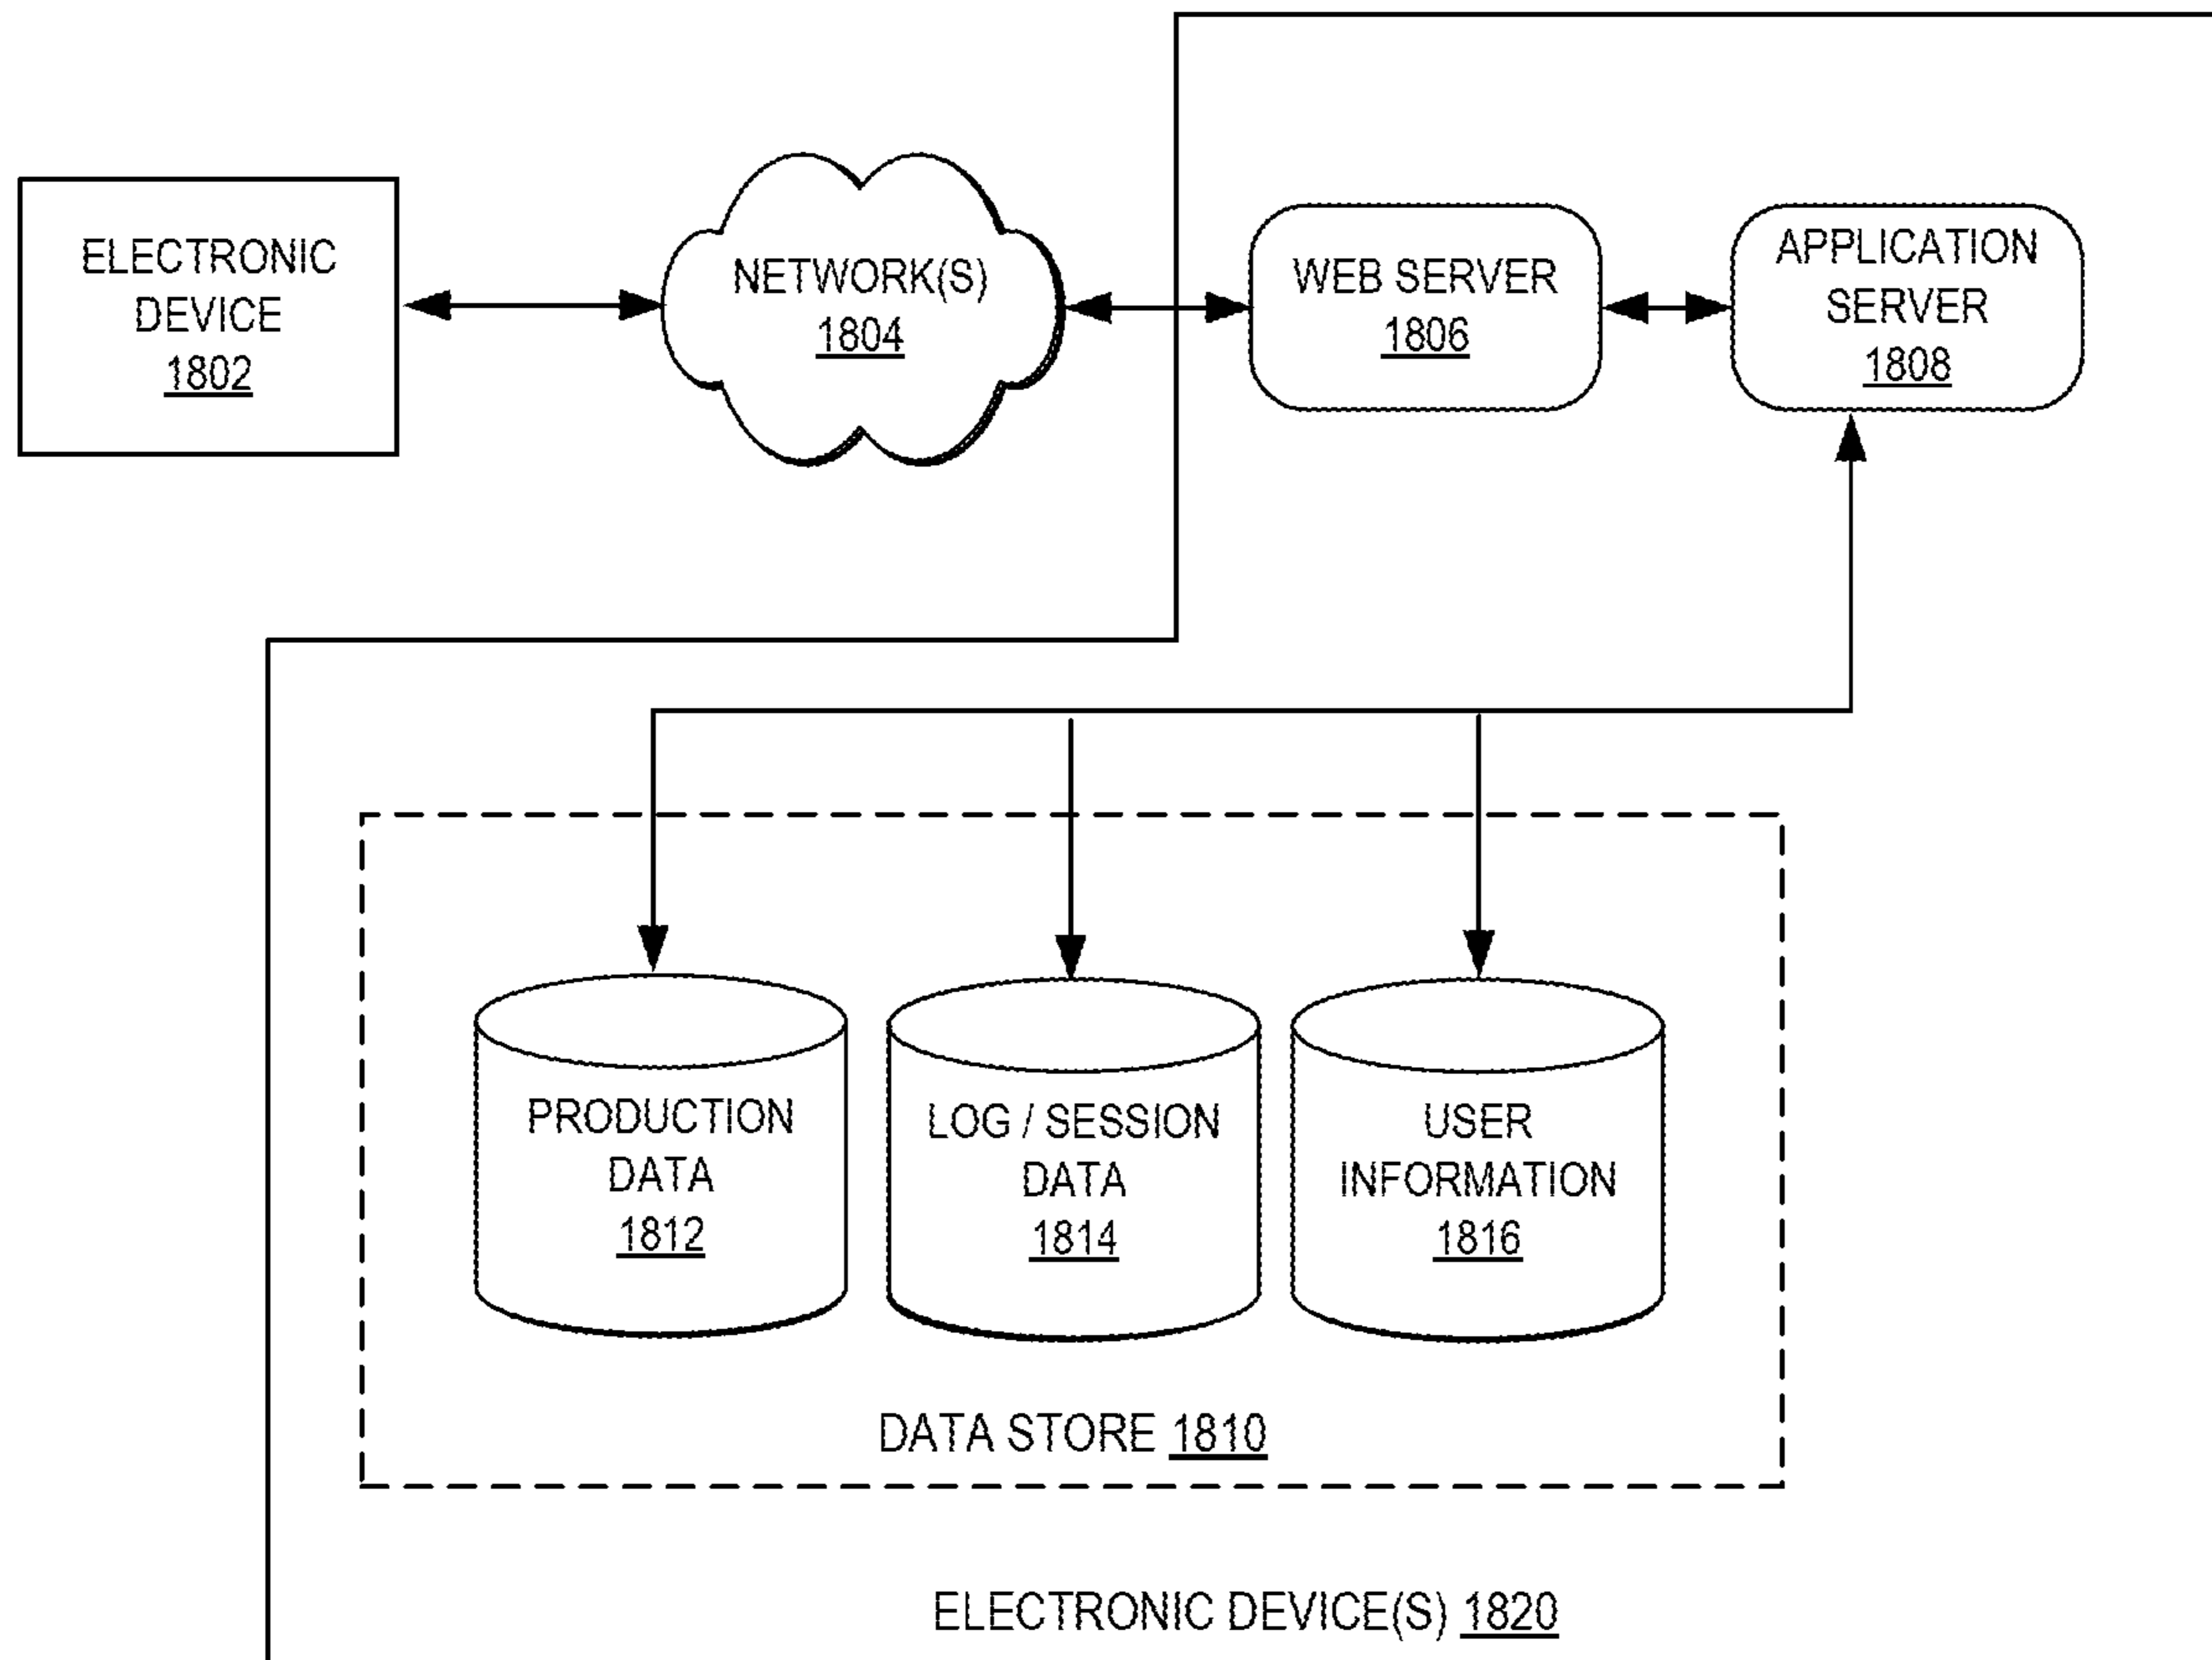 ELECTRONIC
DEVICE
1802
NETWORK(S)
1804
WEB SERVER
1806
APPLICATION
SERVER
1808
PRODUCTION
DATA
1812
LOG / SESSION
DATA
1814
USER
INFORMATION
1816
DATA STORE 1810
ELECTRONIC DEVICE(S) 1820